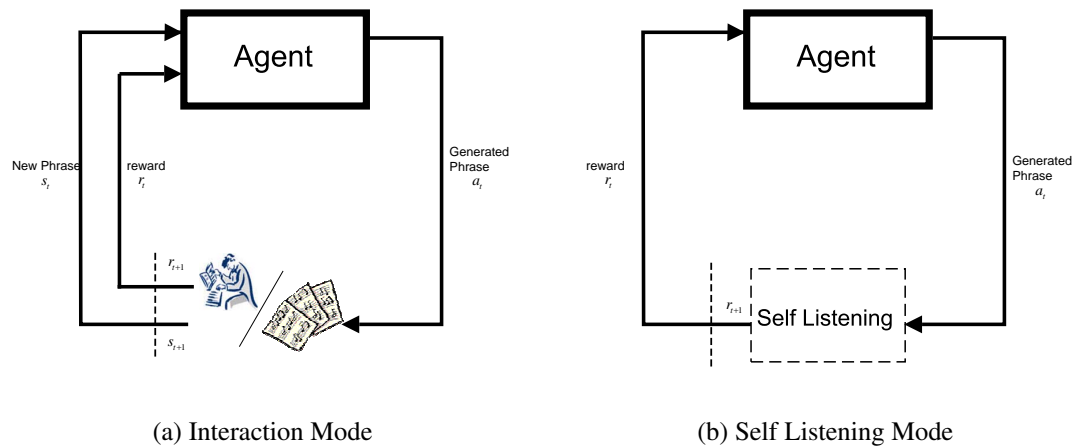 Agent
New Phrase
s_t
reward
r_t
Generated
Phrase
a_t
r_{t+1}
s_{t+1}
(a) Interaction Mode
Agent
reward
r_t
Generated
Phrase
a_t
r_{t+1}
Self Listening
(b) Self Listening Mode